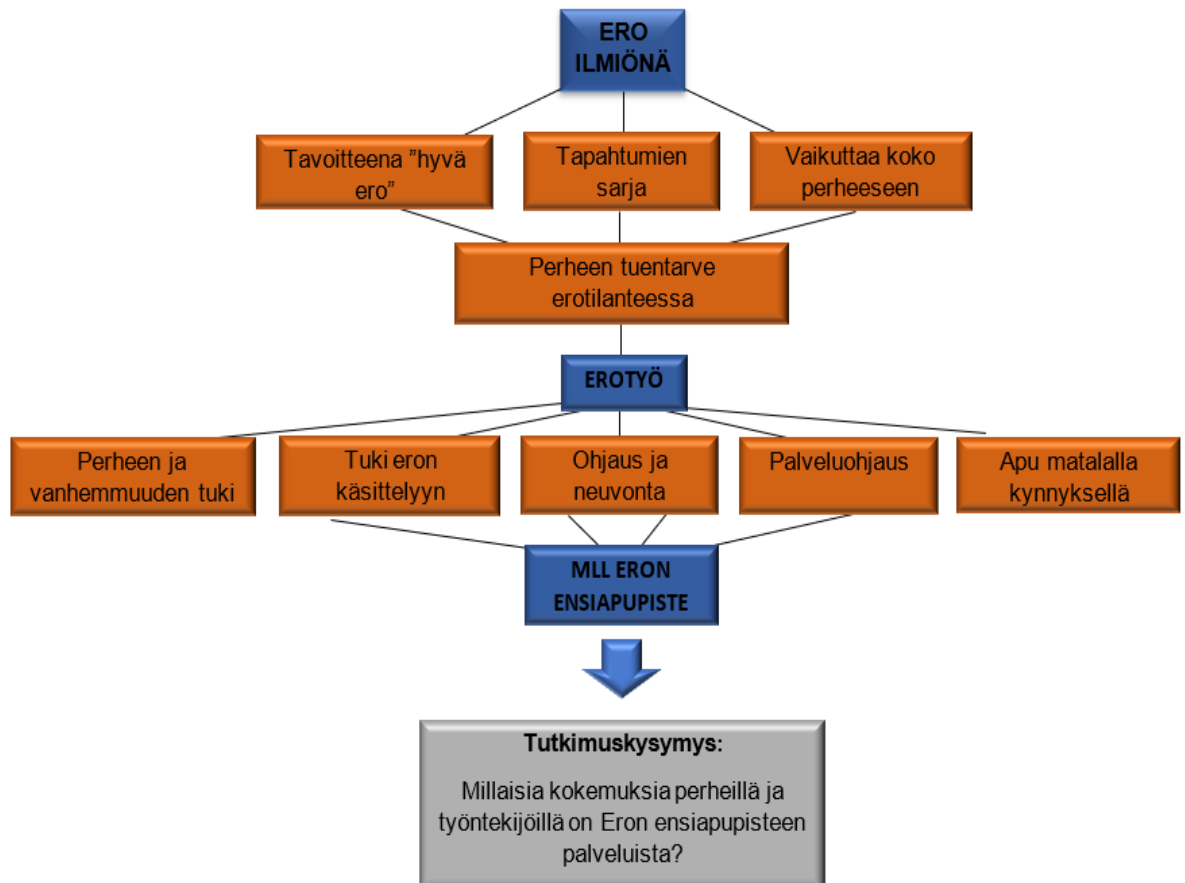 ERO
ILMIÖNÄ
Tavoitteena ”hyvä
ero”
Tapahtumien
sarja
Vaikuttaa koko
perheeseen
Perheen tuentarve
erotilanteessa
EROTYÖ
Perheen ja
vanhemmuuden tuki
Tuki eron
käsittelyyn
Ohjaus ja
neuvonta
Palveluohjaus
Apu matalalla
kynnyksellä
MLL ERON
ENSIAPUPISTE
Tutkimuskysymys:
Millaisia kokemuksia perheillä ja
työntekijöillä on Eron ensiapupisteen
palveluista?